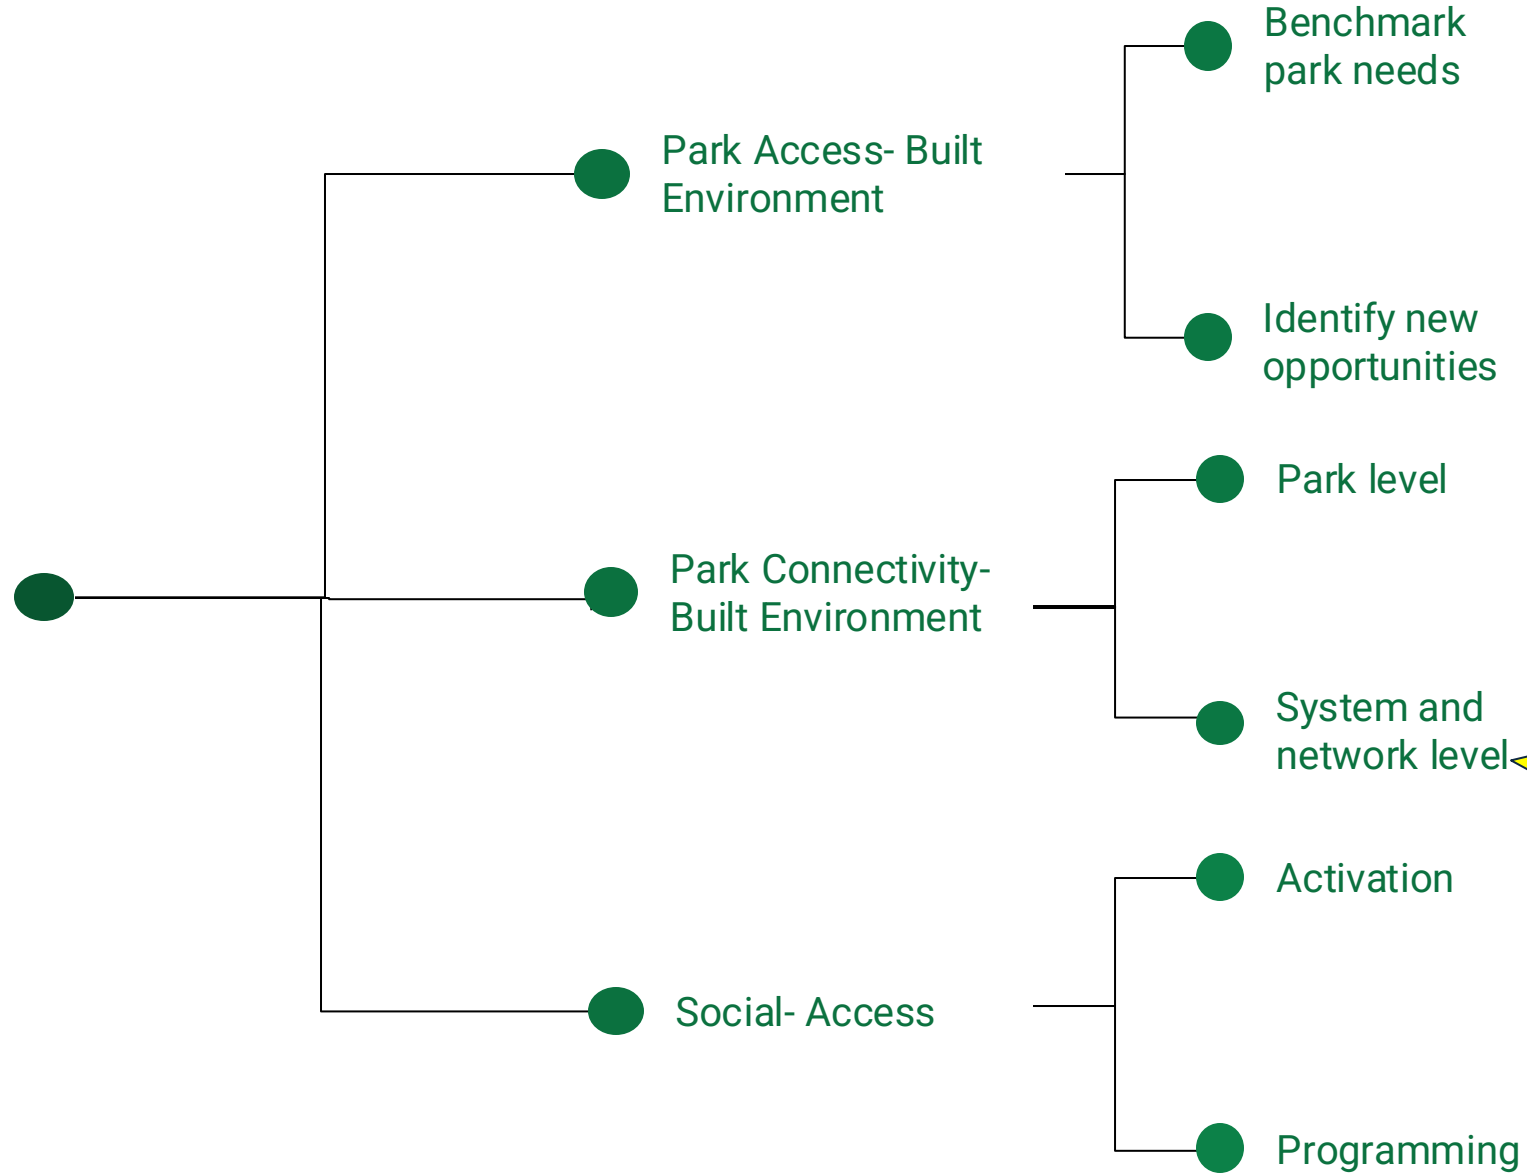 Benchmark
park needs
Park Access- Built
Environment
Identify new
opportunities
Park level
Park Connectivity-
Built Environment
System and
network level
Activation
Social- Access
Programming